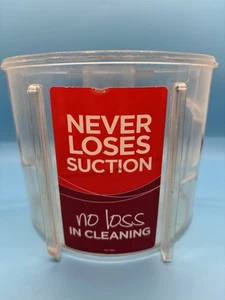 NEVER
LOSES
SUCTION
no loss
IN CLEANING